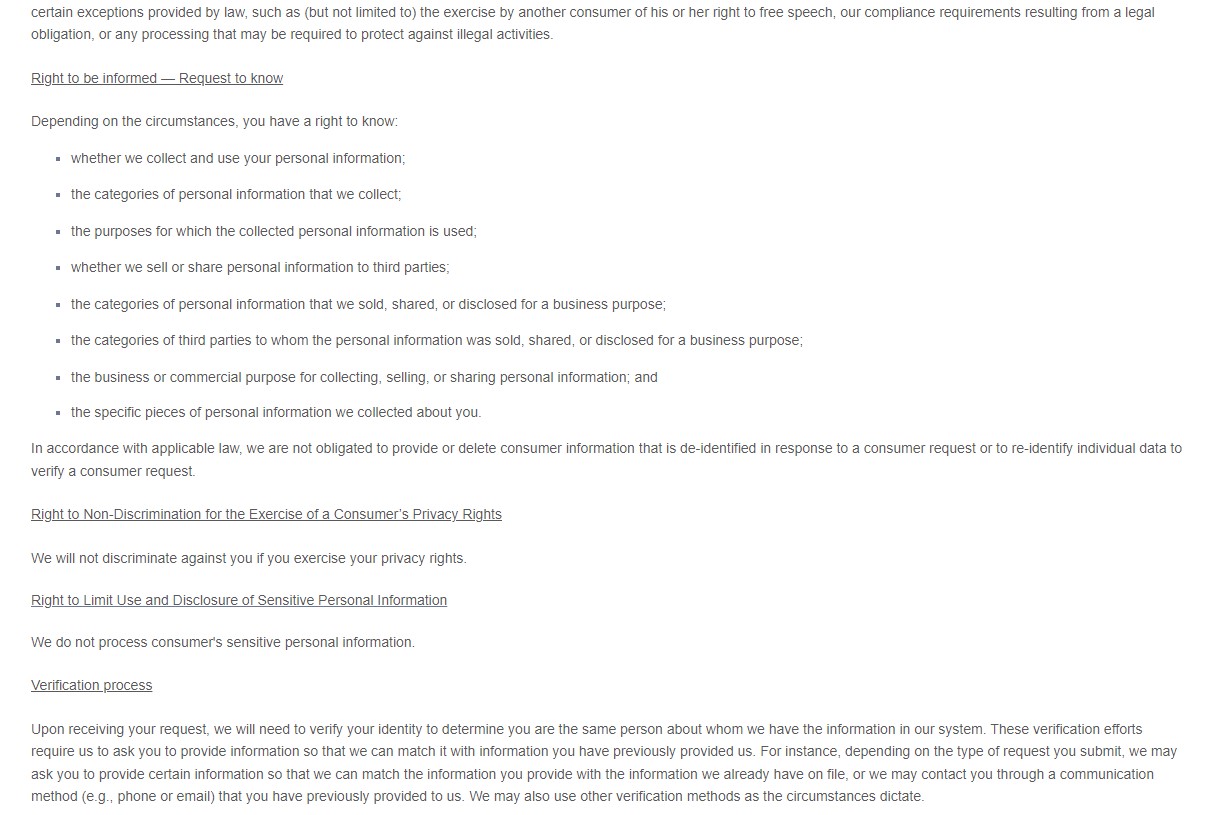 certain exceptions provided by law, such as (but not limited to) the exercise by another consumer of his or her right to free speech, our compliance requirements resulting from a legal
obligation, or any processing that may be required to protect against illegal activities.
Right to be informed — Request to know
Depending on the circumstances, you have a right to know:
▪ whether we collect and use your personal information;
▪ the categories of personal information that we collect;
▪ the purposes for which the collected personal information is used;
▪ whether we sell or share personal information to third parties;
▪ the categories of personal information that we sold, shared, or disclosed for a business purpose;
▪ the categories of third parties to whom the personal information was sold, shared, or disclosed for a business purpose;
▪ the business or commercial purpose for collecting, selling, or sharing personal information; and
▪ the specific pieces of personal information we collected about you.
In accordance with applicable law, we are not obligated to provide or delete consumer information that is de-identified in response to a consumer request or to re-identify individual data to
verify a consumer request.
Right to Non-Discrimination for the Exercise of a Consumer’s Privacy Rights
We will not discriminate against you if you exercise your privacy rights.
Right to Limit Use and Disclosure of Sensitive Personal Information
We do not process consumer's sensitive personal information.
Verification process
Upon receiving your request, we will need to verify your identity to determine you are the same person about whom we have the information in our system. These verification efforts
require us to ask you to provide information so that we can match it with information you have previously provided us. For instance, depending on the type of request you submit, we may
ask you to provide certain information so that we can match the information you provide with the information we already have on file, or we may contact you through a communication
method (e.g., phone or email) that you have previously provided to us. We may also use other verification methods as the circumstances dictate.